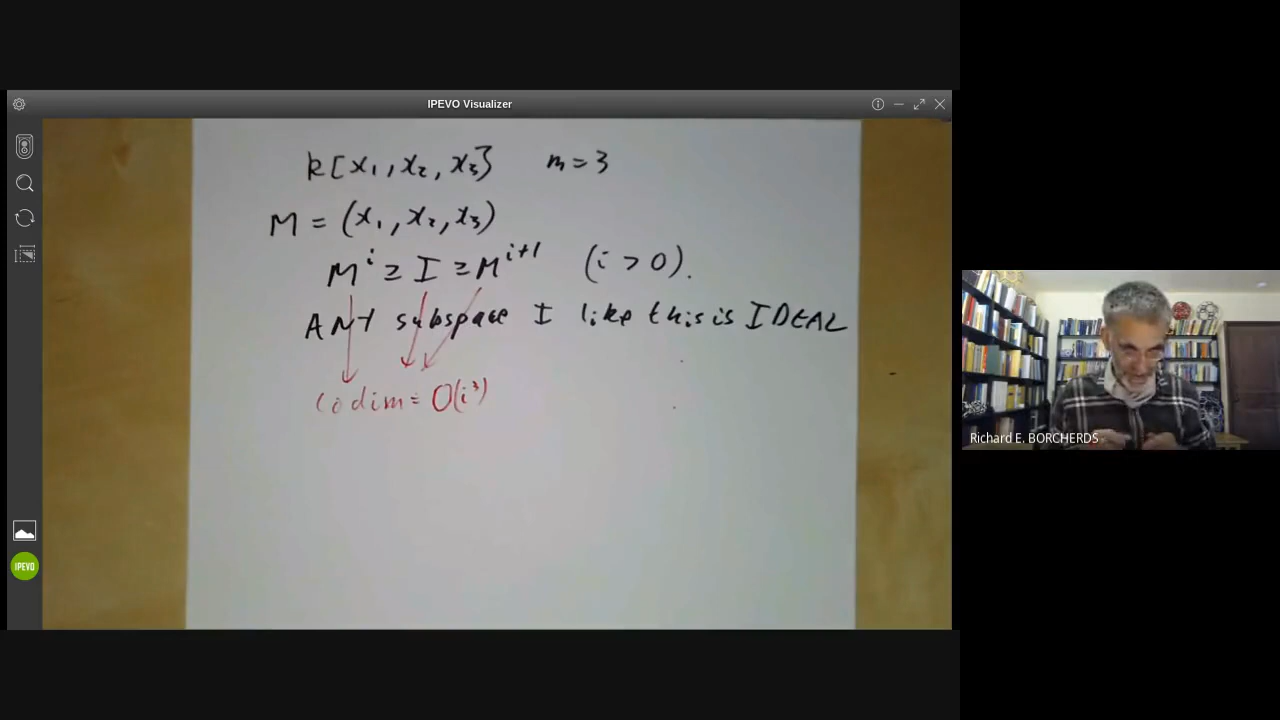 IPEVO Visualizer
k[x₁, x₂, x₃] m=3
M = (x₁, x₂, x₃)
Mⁱ ≥ I ≥ Mⁱ⁺¹ (i > 0).
ANY subspace I like this is IDEAL
codim = O(i³)
Richard E. BORCHERDS
IPEVO